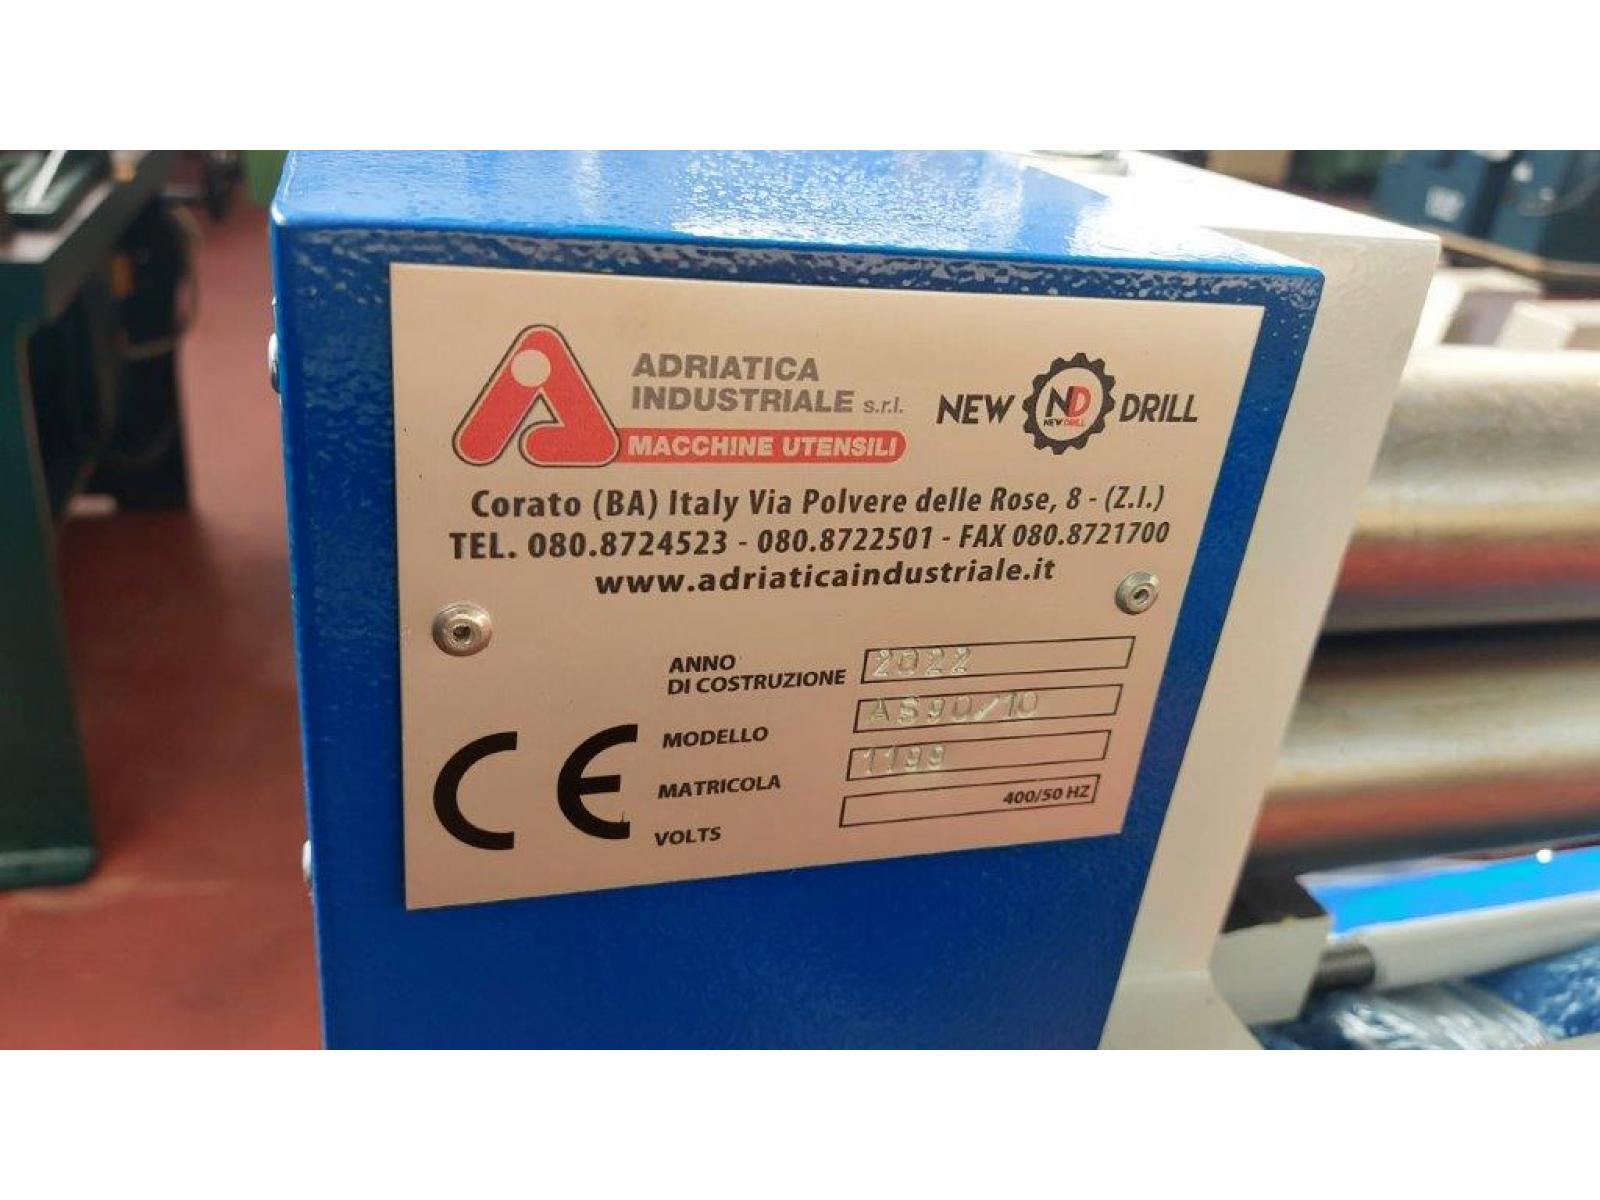 ADRIATICA
INDUSTRIALE s.r.l.
MACCHINE UTENSILI
NEW ND NEW DRILL DRILL
Corato (BA) Italy Via Polvere delle Rose, 8 - (Z.I.)
TEL. 080.8724523 - 080.8722501 - FAX 080.8721700
www.adriaticaindustriale.it
ANNO
DI COSTRUZIONE 2022
MODELLO AS90/10
MATRICOLA 1199
VOLTS 400/50 HZ
CE